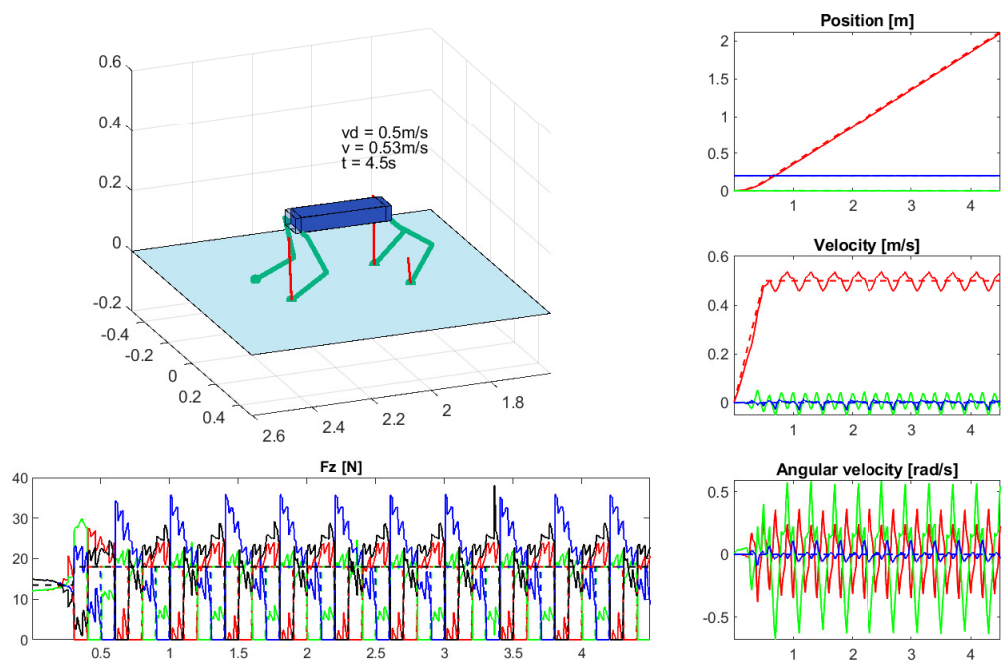 0.6
0.4
0.2
0
-0.2
-0.4
-0.2
0
0.2
0.4
2.6
2.4
2.2
2
1.8
vd = 0.5m/s
v = 0.53m/s
t = 4.5s
Position [m]
2
1.5
1
0.5
0
1 2 3 4
Velocity [m/s]
0.6
0.4
0.2
0
1 2 3 4
Fz [N]
40
30
20
10
0
0.5 1 1.5 2 2.5 3 3.5 4
Angular velocity [rad/s]
0.5
0
-0.5
1 2 3 4